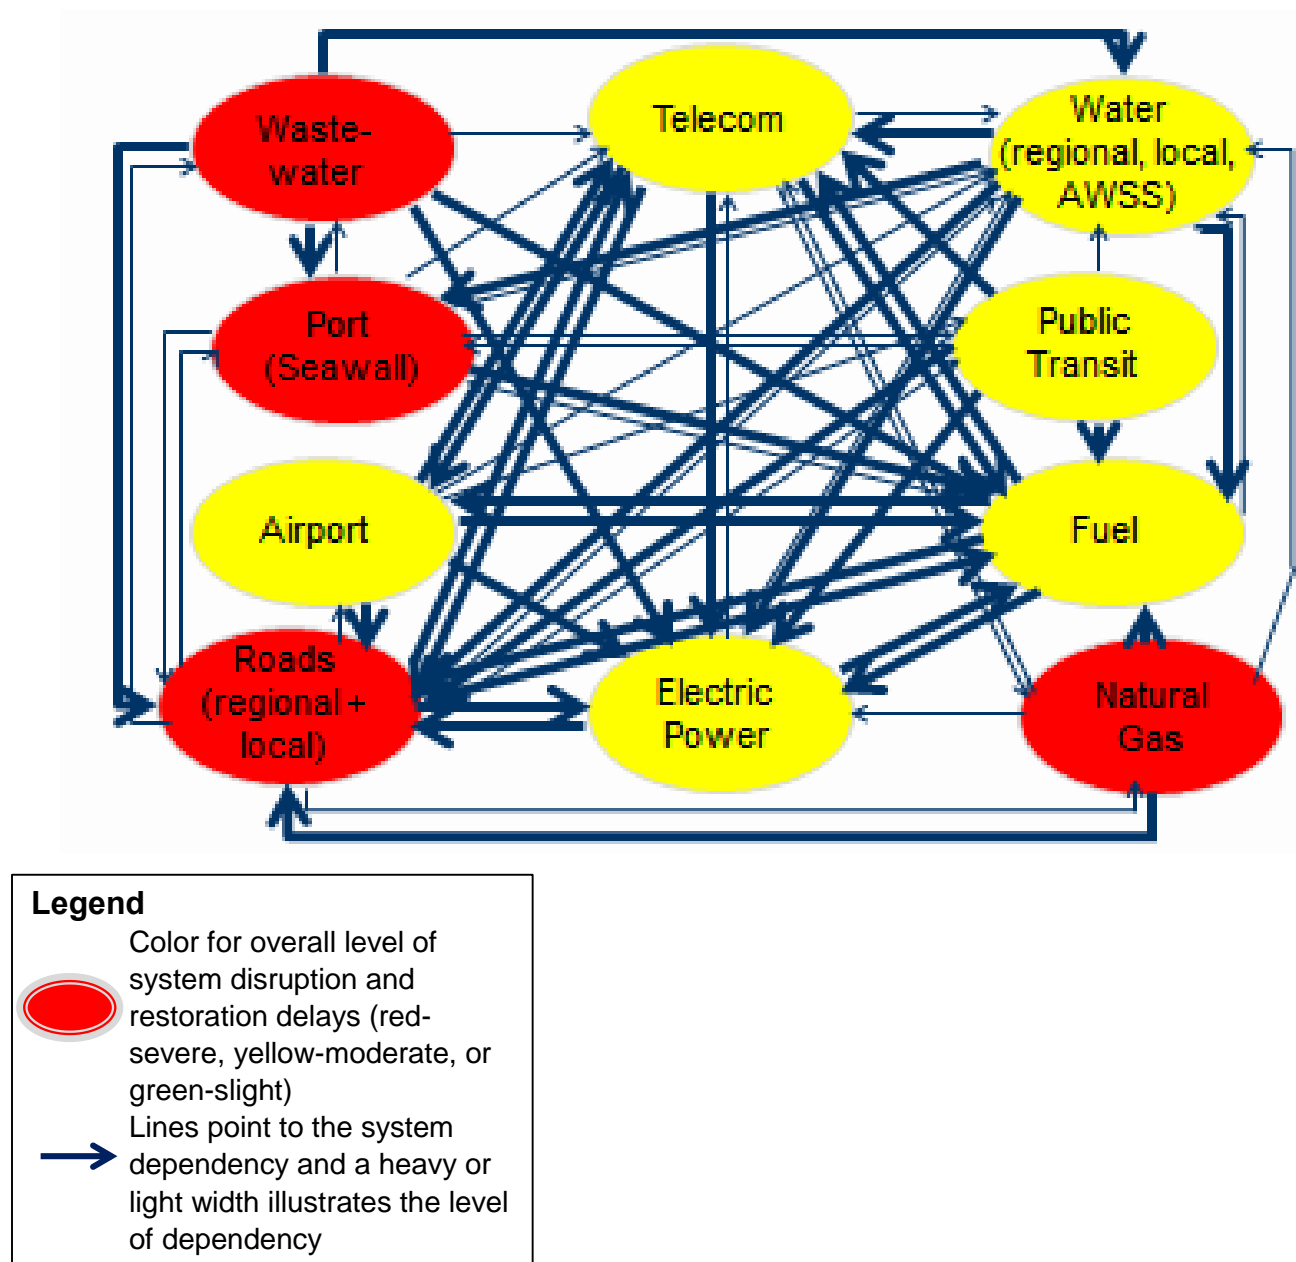 Waste-
water
Telecom
Water
(regional, local,
AWSS)
Port
(Seawall)
Public
Transit
Airport
Fuel
Roads
(regional +
local)
Electric
Power
Natural
Gas
Legend
Color for overall level of
system disruption and
restoration delays (red-
severe, yellow-moderate, or
green-slight)
Lines point to the system
dependency and a heavy or
light width illustrates the level
of dependency